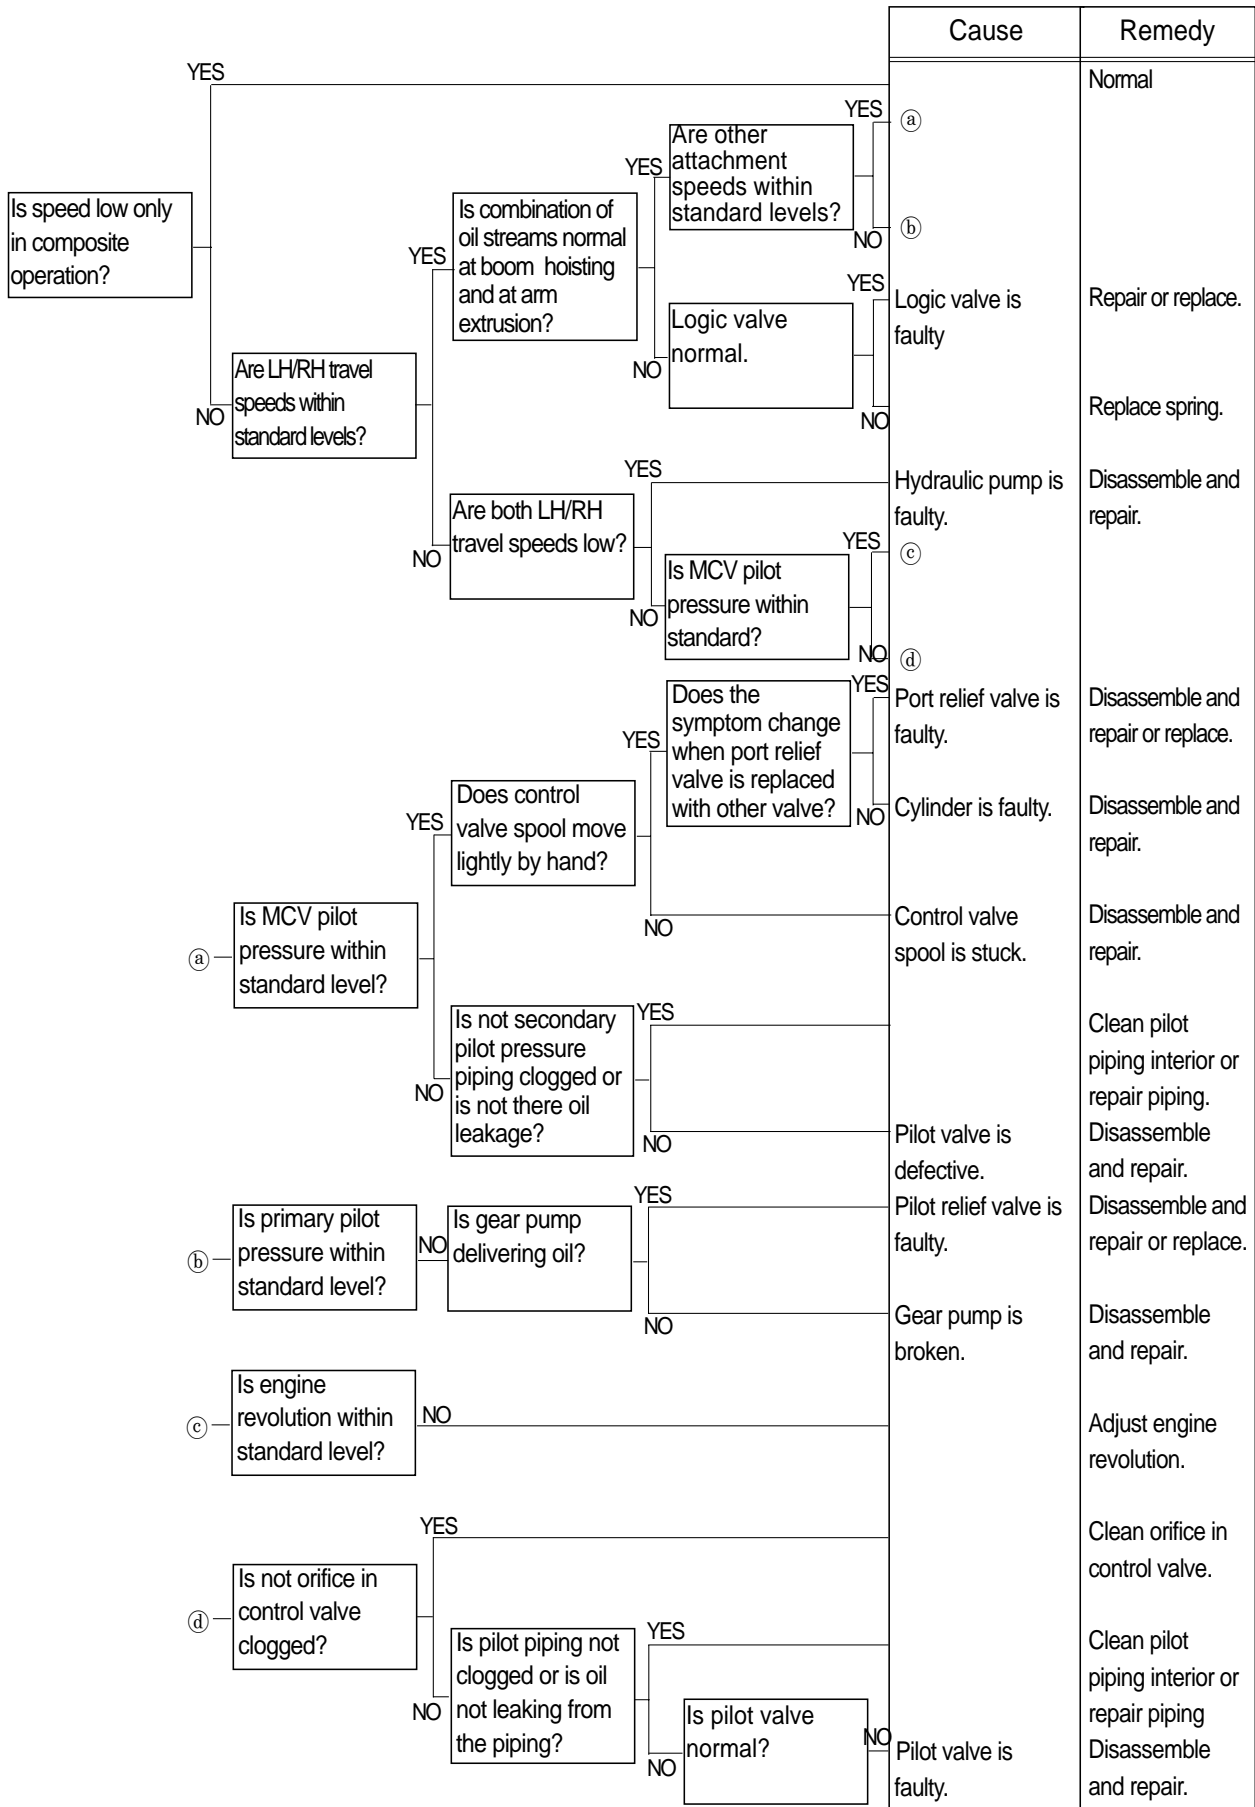 Cause
Remedy
YES
Normal
Is speed low only
in composite
operation?
NO
Are LH/RH travel
speeds within
standard levels?
YES
Is combination of
oil streams normal
at boom hoisting
and at arm
extrusion?
YES
Are other
attachment
speeds within
standard levels?
YES
ⓐ
NO
ⓑ
NO
Logic valve
normal.
YES
Logic valve is
faulty
Repair or replace.
NO
Replace spring.
NO
Are both LH/RH
travel speeds low?
YES
Hydraulic pump is
faulty.
Disassemble and
repair.
NO
Is MCV pilot
pressure within
standard?
YES
ⓒ
NO
ⓓ
ⓐ
Is MCV pilot
pressure within
standard level?
YES
Does control
valve spool move
lightly by hand?
YES
Does the
symptom change
when port relief
valve is replaced
with other valve?
YES
Port relief valve is
faulty.
Disassemble and
repair or replace.
NO
Cylinder is faulty.
Disassemble and
repair.
NO
Control valve
spool is stuck.
Disassemble and
repair.
NO
Is not secondary
pilot pressure
piping clogged or
is not there oil
leakage?
YES
Clean pilot
piping interior or
repair piping.
NO
Pilot valve is
defective.
Disassemble
and repair.
ⓑ
Is primary pilot
pressure within
standard level?
NO
Is gear pump
delivering oil?
YES
Pilot relief valve is
faulty.
Disassemble and
repair or replace.
NO
Gear pump is
broken.
Disassemble
and repair.
ⓒ
Is engine
revolution within
standard level?
NO
Adjust engine
revolution.
ⓓ
Is not orifice in
control valve
clogged?
YES
Clean orifice in
control valve.
NO
Is pilot piping not
clogged or is oil
not leaking from
the piping?
YES
Clean pilot
piping interior or
repair piping
NO
Is pilot valve
normal?
NO
Pilot valve is
faulty.
Disassemble
and repair.